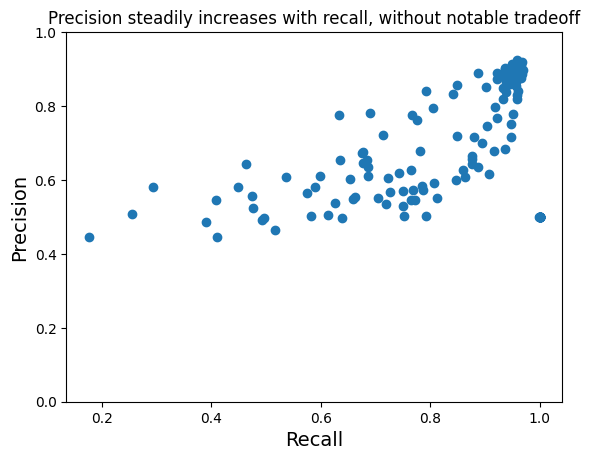 Precision steadily increases with recall, without notable tradeoff
1.0
0.8
0.6
0.4
0.2
0.0
Precision
0.2 0.4 0.6 0.8 1.0
Recall